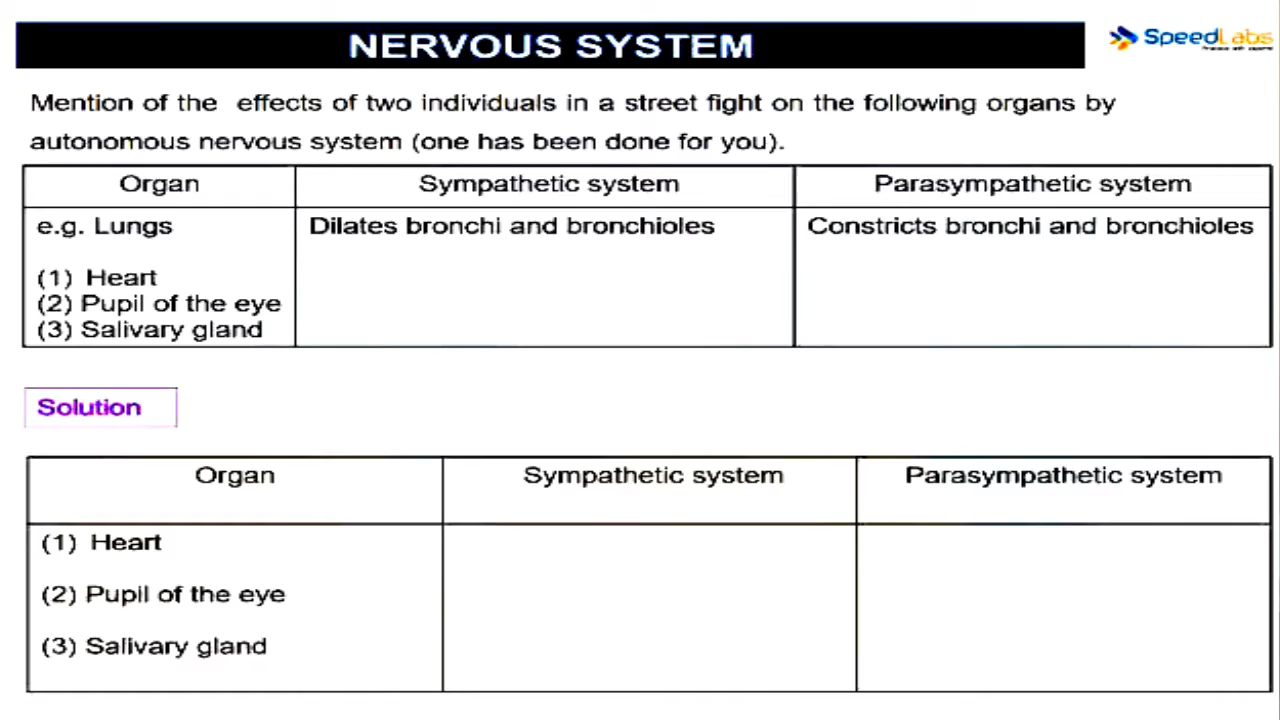 NERVOUS SYSTEM
SpeedLabs
Mention of the effects of two individuals in a street fight on the following organs by
autonomous nervous system (one has been done for you).
Organ Sympathetic system Parasympathetic system
e.g. Lungs Dilates bronchi and bronchioles Constricts bronchi and bronchioles
(1) Heart
(2) Pupil of the eye
(3) Salivary gland
Solution
Organ Sympathetic system Parasympathetic system
(1) Heart
(2) Pupil of the eye
(3) Salivary gland